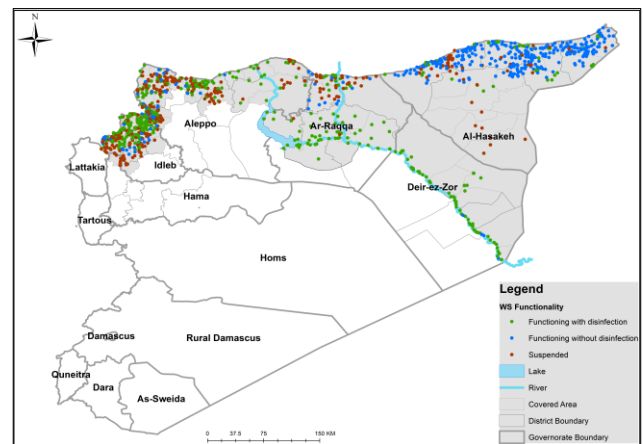 N
Aleppo
Ar-Raqqa
Al-Hasakeh
Lattakia
Idleb
Deir-ez-Zor
Hama
Tartous
Homs
Damascus
Rural Damascus
Quneitra
Dara
As-Sweida
0 37.5 75 150 KM
Legend
WS Functionality
Functioning with disinfection
Functioning without disinfection
Suspended
Lake
River
Covered Area
District Boundary
Governorate Boundary